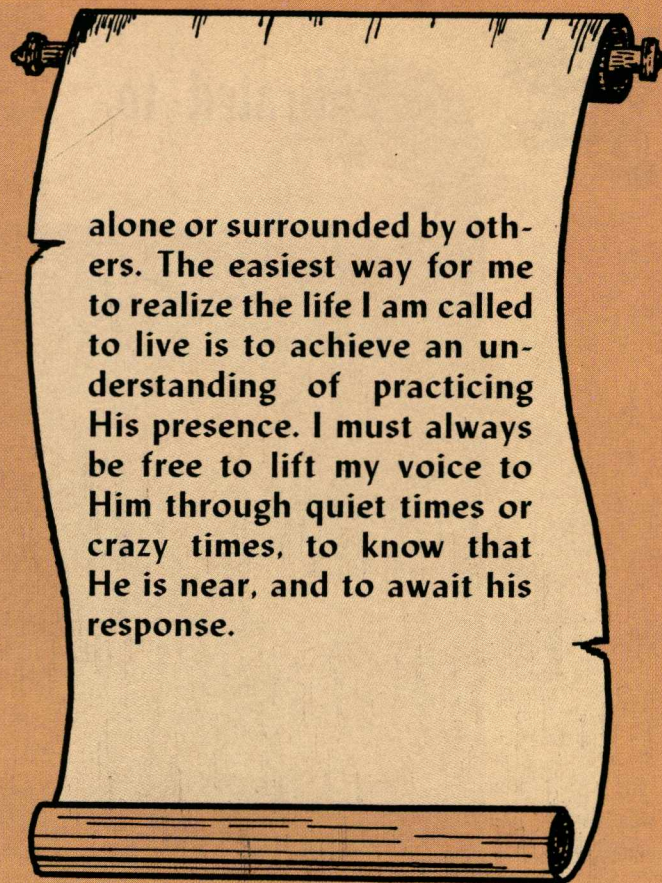 alone or surrounded by oth-
ers. The easiest way for me
to realize the life I am called
to live is to achieve an un-
derstanding of practicing
His presence. I must always
be free to lift my voice to
Him through quiet times or
crazy times, to know that
He is near, and to await his
response.